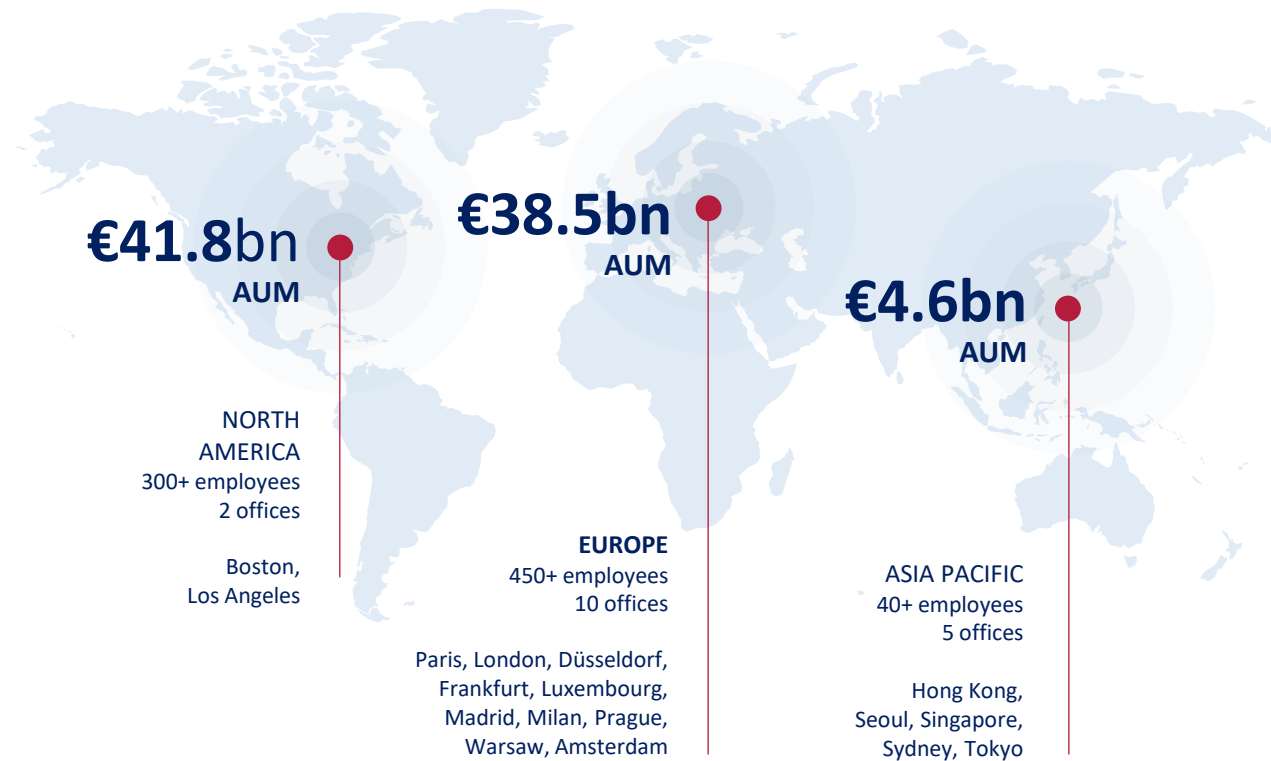 €41.8bn
AUM
NORTH
AMERICA
300+ employees
2 offices
Boston,
Los Angeles
€38.5bn
AUM
EUROPE
450+ employees
10 offices
Paris, London, Düsseldorf,
Frankfurt, Luxembourg,
Madrid, Milan, Prague,
Warsaw, Amsterdam
€4.6bn
AUM
ASIA PACIFIC
40+ employees
5 offices
Hong Kong,
Seoul, Singapore,
Sydney, Tokyo